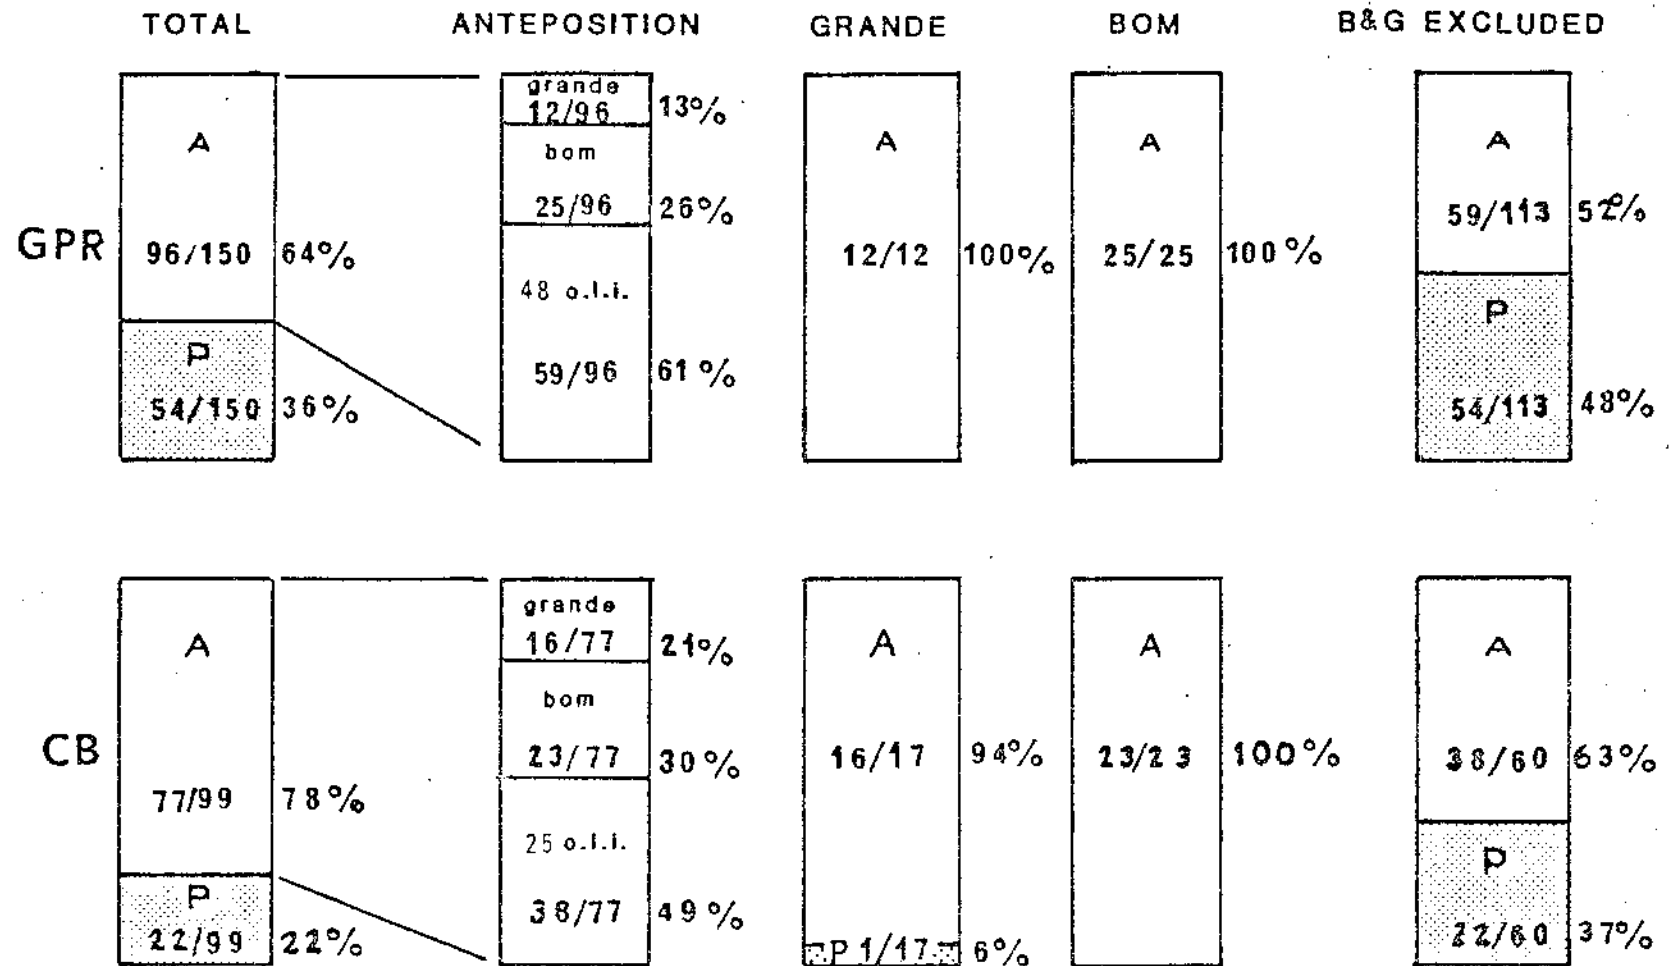 TOTAL ANTEPOSITION GRANDE BOM B&G EXCLUDED
GPR
A
96/150 64%
P
54/150 36%
grande
12/96 13%
bom
25/96 26%
48 o.l.i.
59/96 61%
A
12/12 100%
A
25/25 100%
A
59/113 52%
P
54/113 48%
CB
A
77/99 78%
P
22/99 22%
grande
16/77 21%
bom
23/77 30%
25 o.l.i.
38/77 49%
A
16/17 94%
P 1/17 6%
A
23/23 100%
A
38/60 63%
P
22/60 37%